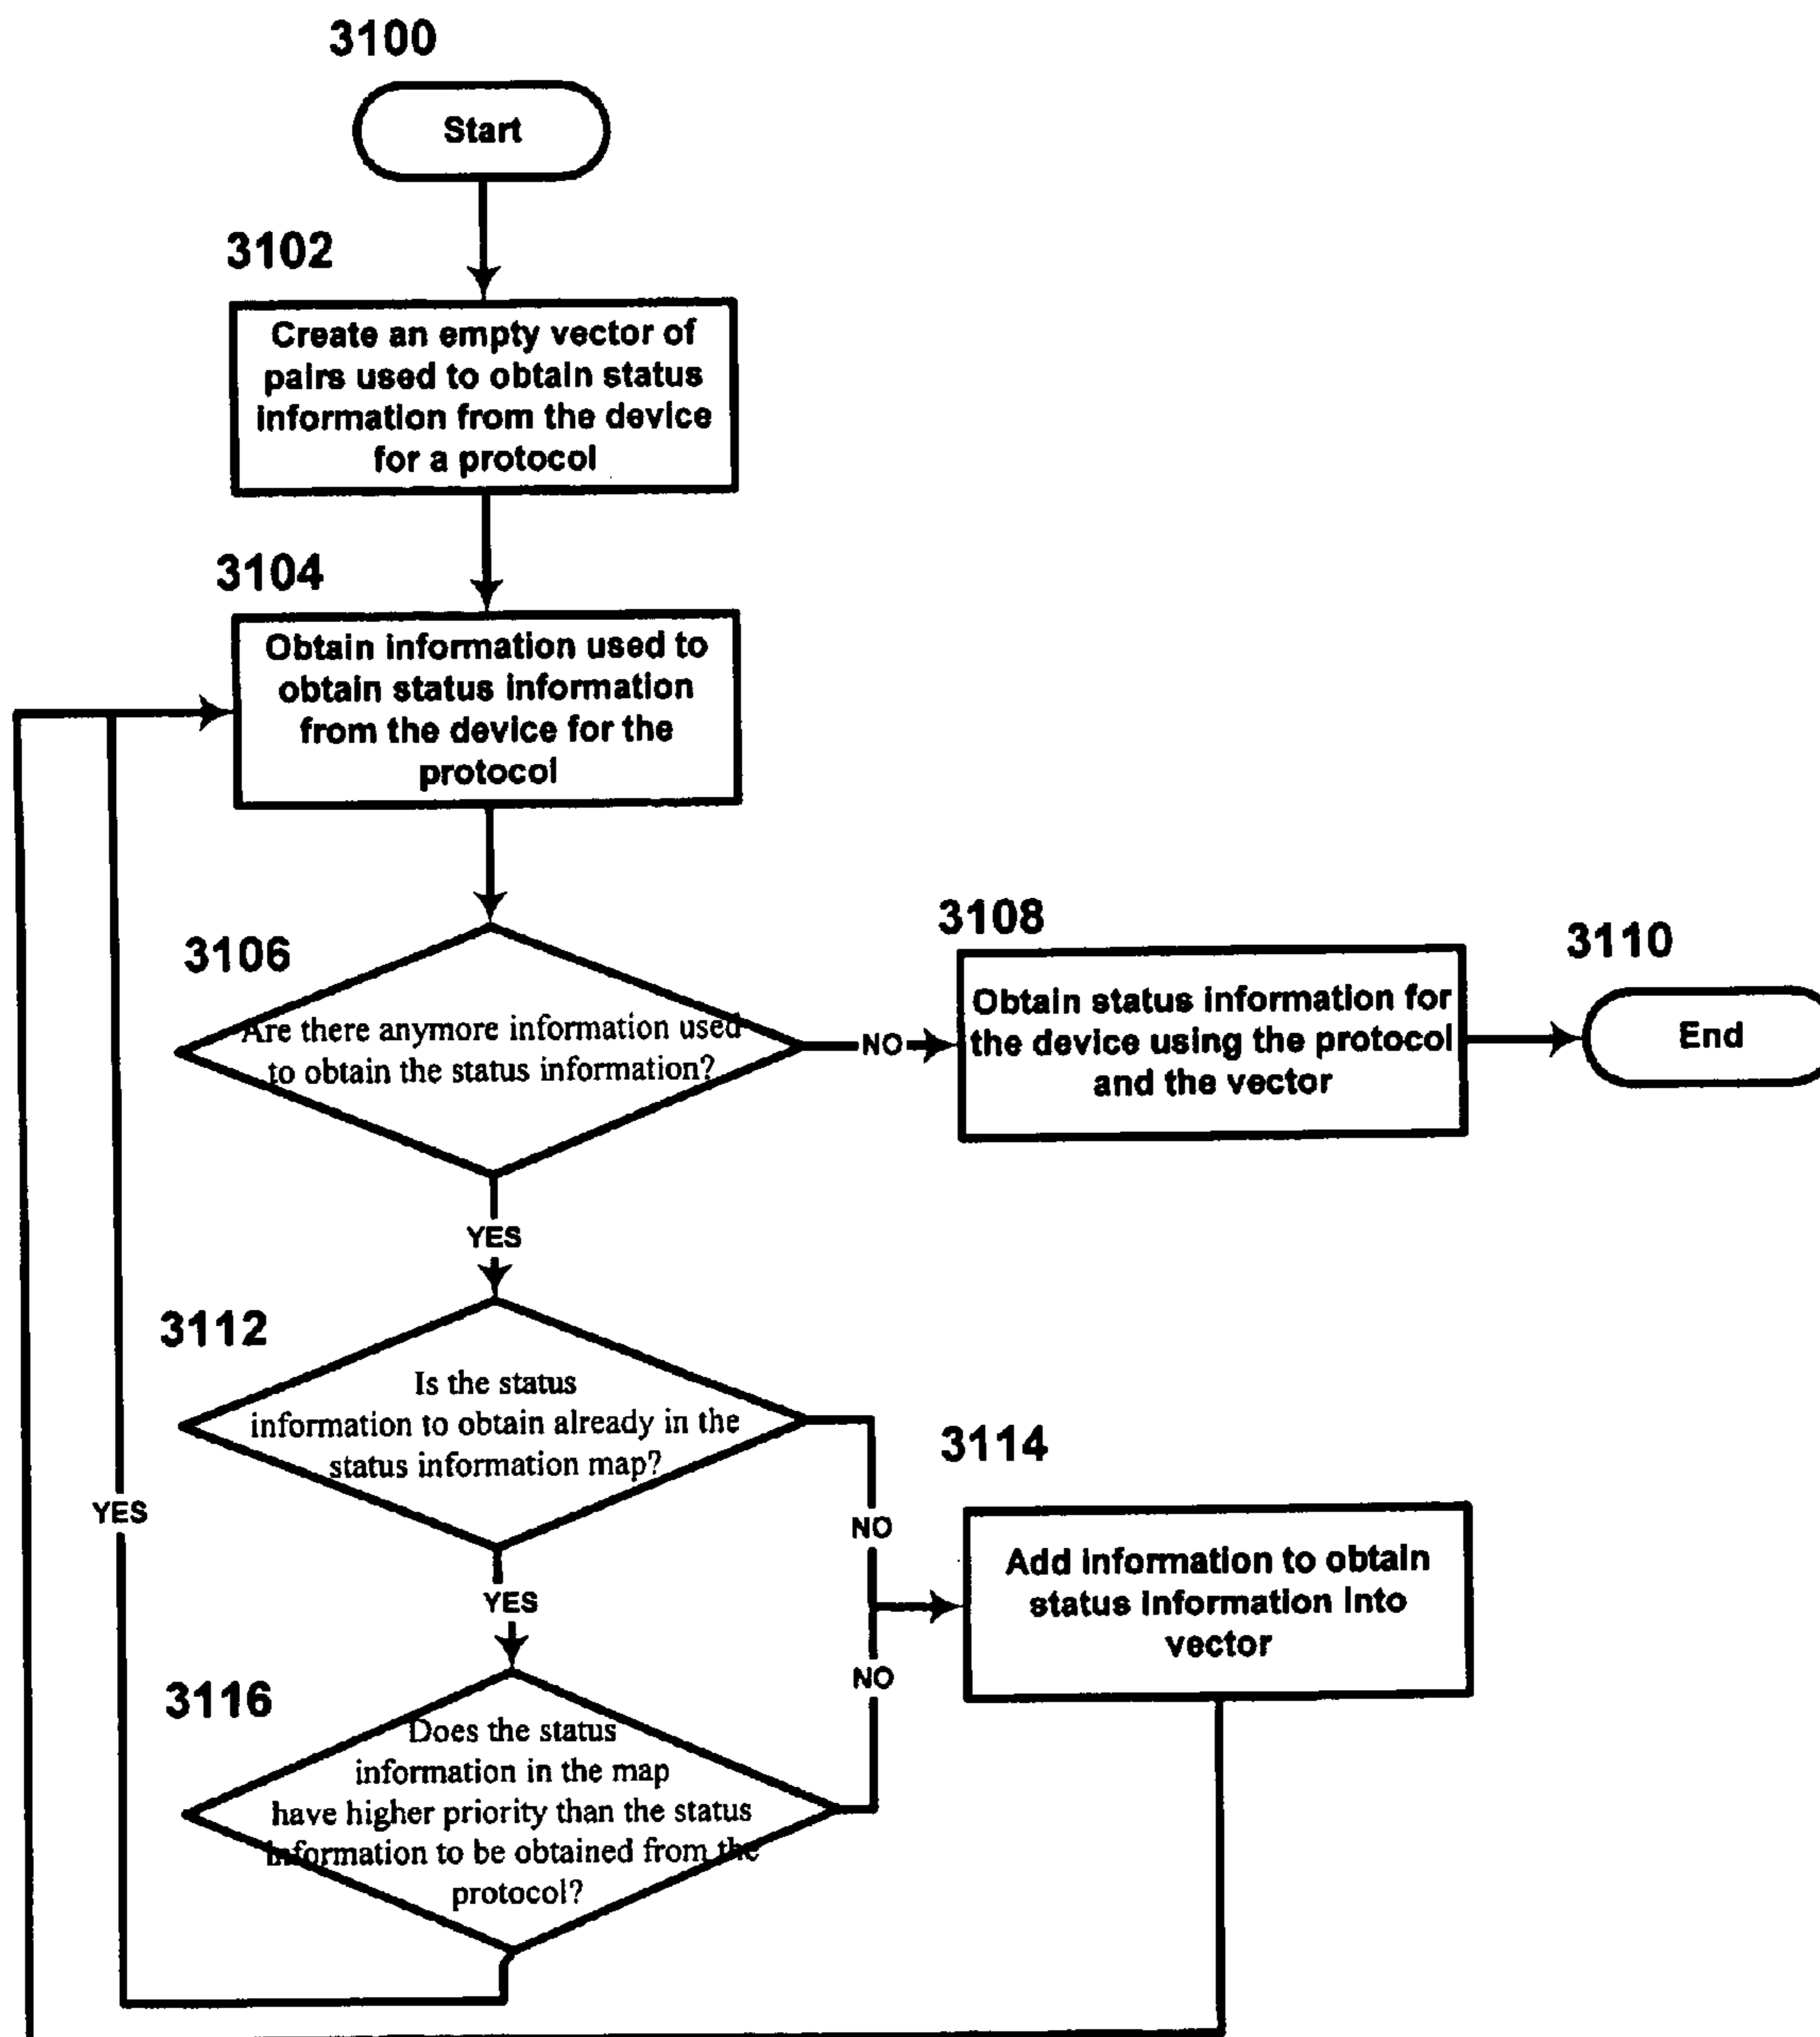 3100
Start
3102
Create an empty vector of
pairs used to obtain status
information from the device
for a protocol
3104
Obtain information used to
obtain status information
from the device for the
protocol
3106
Are there anymore information used
to obtain the status information?
NO
3108
Obtain status information for
the device using the protocol
and the vector
3110
End
YES
3112
Is the status
information to obtain already in the
status information map?
YES
NO
3114
Add information to obtain
status information into
vector
YES
NO
3116
Does the status
information in the map
have higher priority than the status
information to be obtained from the
protocol?